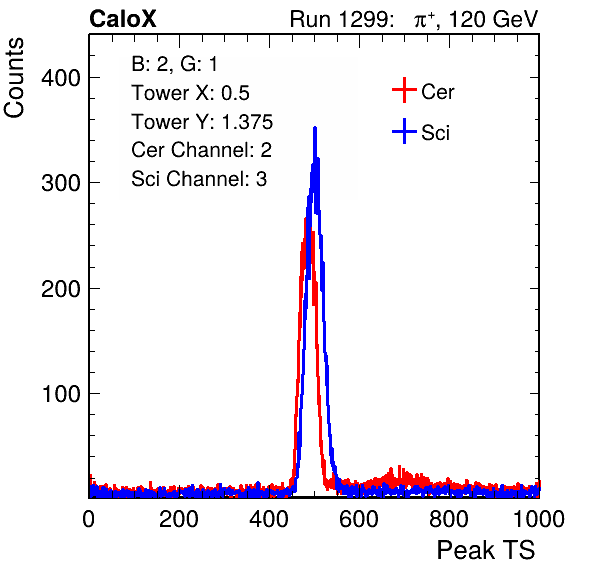 CaloX Run 1299: π⁺, 120 GeV
Counts
B: 2, G: 1
Tower X: 0.5
Tower Y: 1.375
Cer Channel: 2
Sci Channel: 3
Cer
Sci
400
300
200
100
0 200 400 600 800 1000
Peak TS